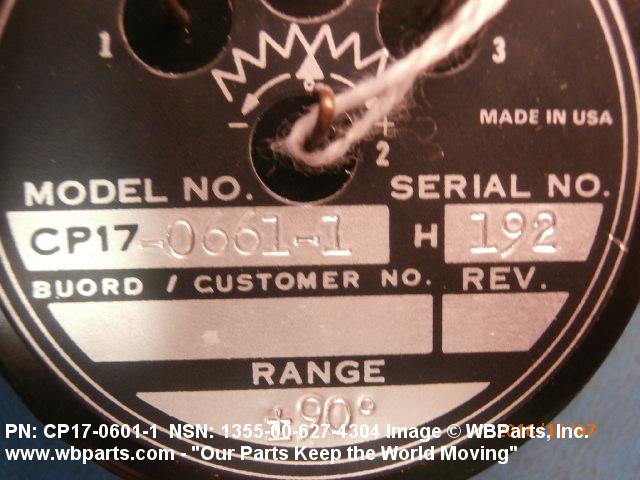 1
3
-
+
2
MADE IN USA
MODEL NO.
SERIAL NO.
CP17-0661-1
H 192
BUORD / CUSTOMER NO.
REV.
RANGE
±90°
PN: CP17-0601-1 NSN: 1355-00-627-4304 Image © WBParts, Inc.
www.wbparts.com - "Our Parts Keep the World Moving"